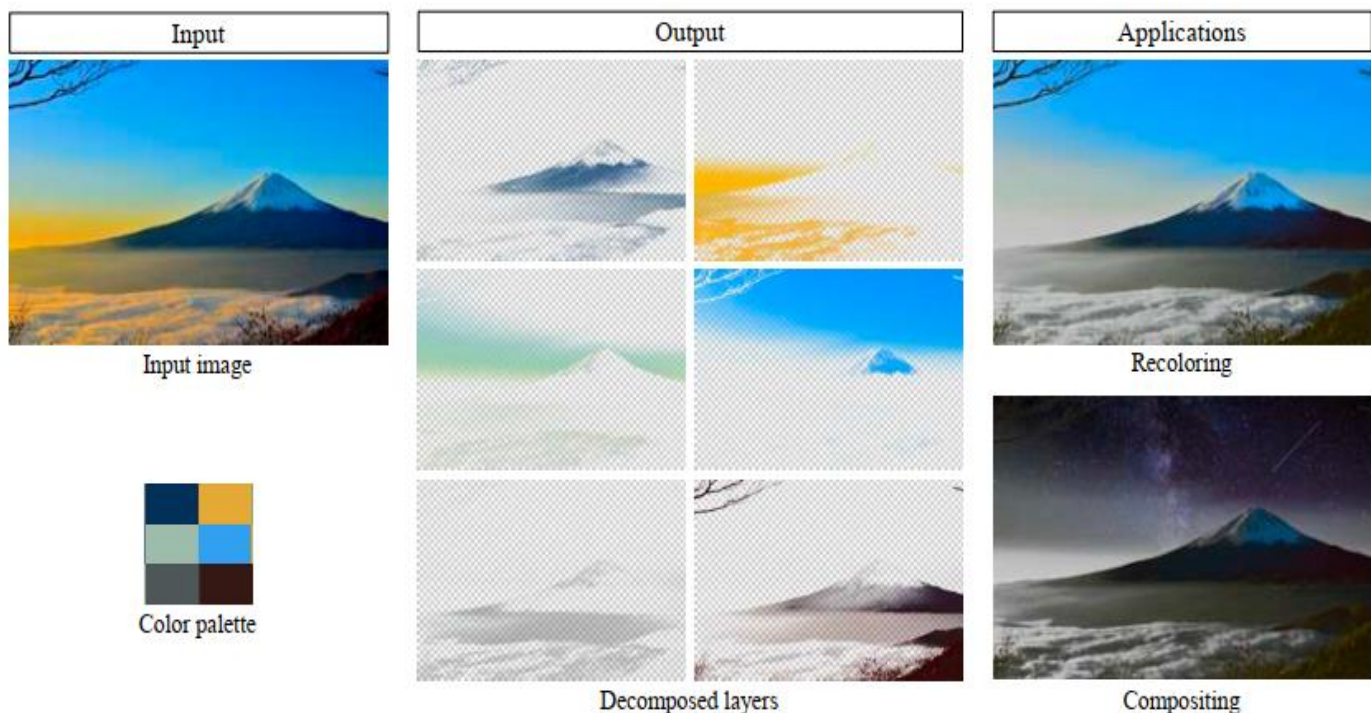 Input
Output
Applications
Input image
Recoloring
Color palette
Decomposed layers
Compositing